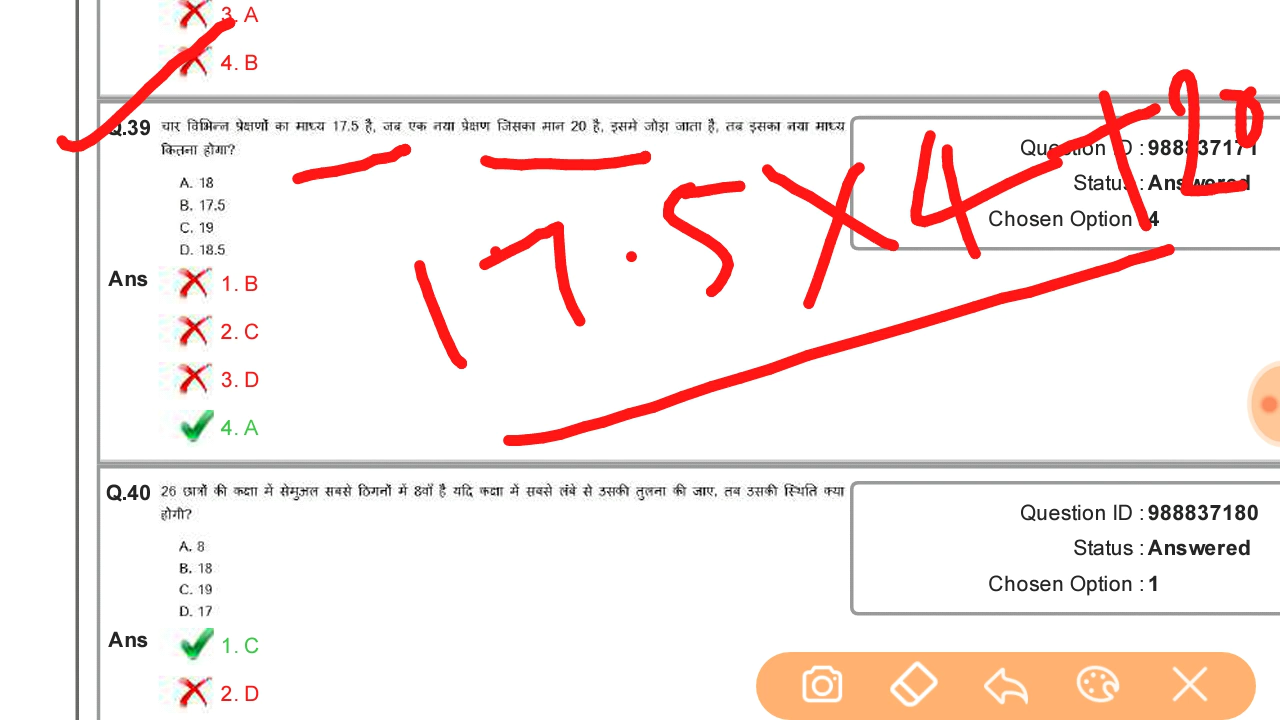 3. A
4. B
Q.39 चार विभिन्न प्रेक्षणों का माध्य 17.5 है, जब एक नया प्रेक्षण जिसका मान 20 है, इसमे जोड़ा जाता है, तब इसका नया माध्य
कितना होगा?
A. 18
B. 17.5
C. 19
D. 18.5
Ans
1. B
2. C
3. D
4. A
Question ID : 988837171
Status : Answered
Chosen Option : 4
17.5 X 4 + 20
Q.40 26 छात्रों की कक्षा में सेमुअल सबसे ठिगनों में 8वाँ है यदि कक्षा में सबसे लंबे से उसकी तुलना की जाए, तब उसकी स्थिति क्या
होगी?
A. 8
B. 18
C. 19
D. 17
Ans
1. C
2. D
Question ID : 988837180
Status : Answered
Chosen Option : 1